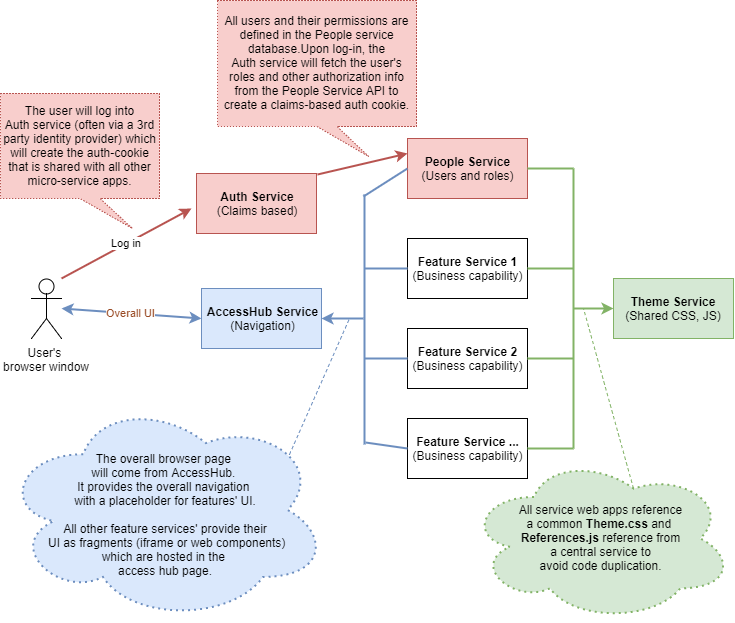 All users and their permissions are
defined in the People service
database.Upon log-in, the
Auth service will fetch the user's
roles and other authorization info
from the People Service API to
create a claims-based auth cookie.
The user will log into
Auth service (often via a 3rd
party identity provider) which
will create the auth-cookie
that is shared with all other
micro-service apps.
People Service
(Users and roles)
Auth Service
(Claims based)
Log in
Feature Service 1
(Business capability)
Theme Service
(Shared CSS, JS)
AccessHub Service
(Navigation)
Overall UI
User's
browser window
Feature Service 2
(Business capability)
Feature Service ...
(Business capability)
The overall browser page
will come from AccessHub.
It provides the overall navigation
with a placeholder for features' UI.
All other feature services' provide their
UI as fragments (iframe or web components)
which are hosted in the
access hub page.
All service web apps reference
a common Theme.css and
References.js reference from
a central service to
avoid code duplication.